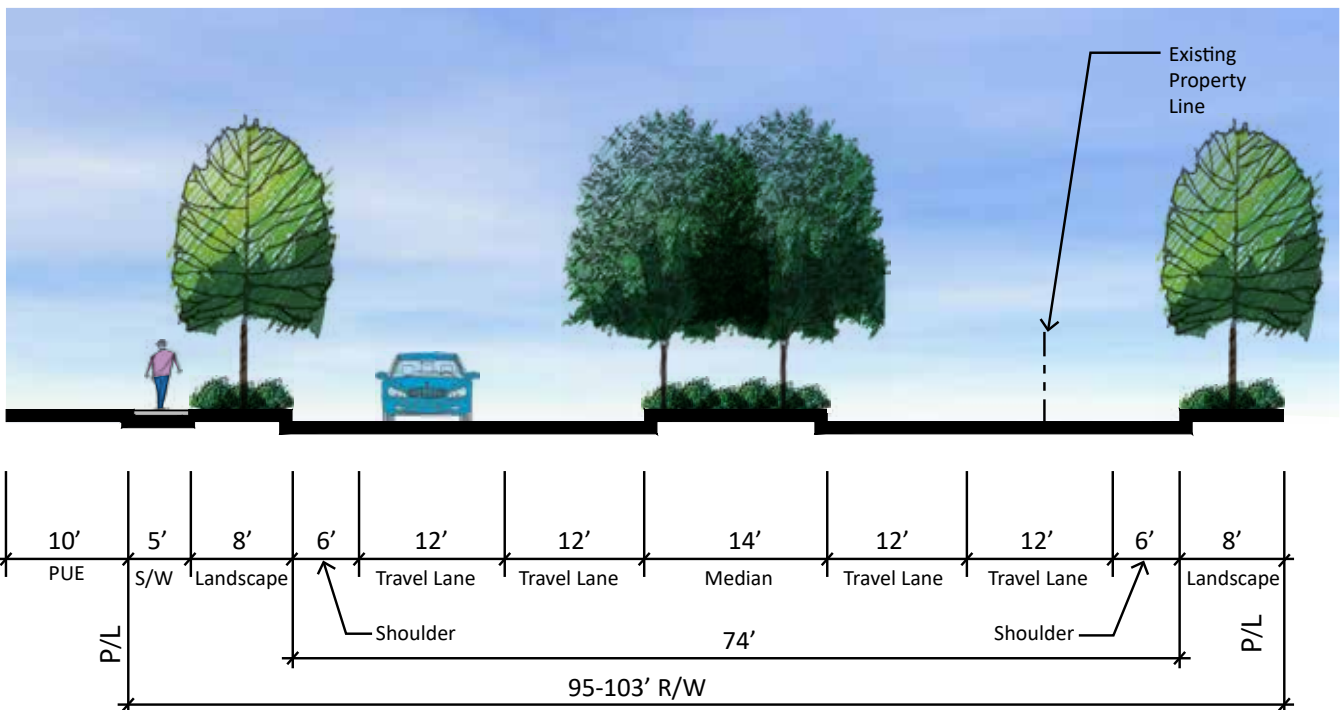 Existing
Property
Line
10’ 5’ 8’ 6’ 12’ 12’ 14’ 12’ 12’ 6’ 8’
PUE S/W Landscape Travel Lane Travel Lane Median Travel Lane Travel Lane Landscape
P/L Shoulder 74’ Shoulder P/L
95-103’ R/W